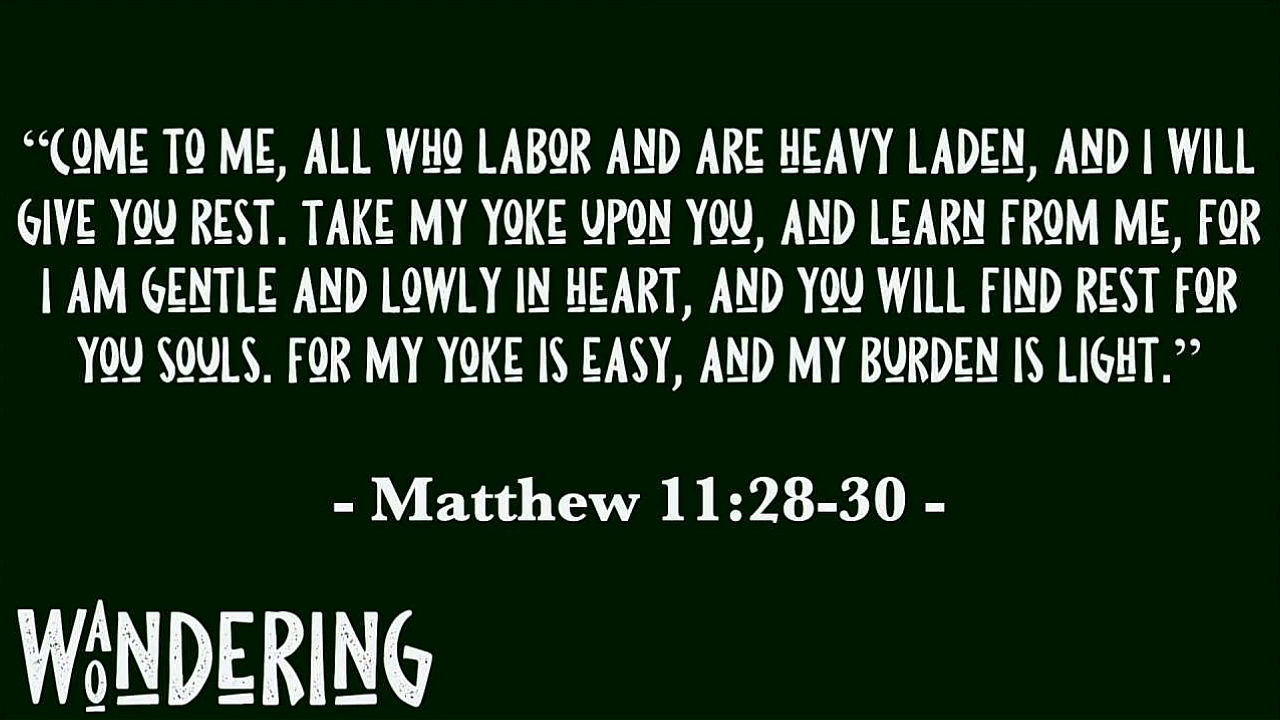 “COME TO ME, ALL WHO LABOR AND ARE HEAVY LADEN, AND I WILL
GIVE YOU REST. TAKE MY YOKE UPON YOU, AND LEARN FROM ME, FOR
I AM GENTLE AND LOWLY IN HEART, AND YOU WILL FIND REST FOR
YOU SOULS. FOR MY YOKE IS EASY, AND MY BURDEN IS LIGHT.”
- Matthew 11:28-30 -
WAONDERING